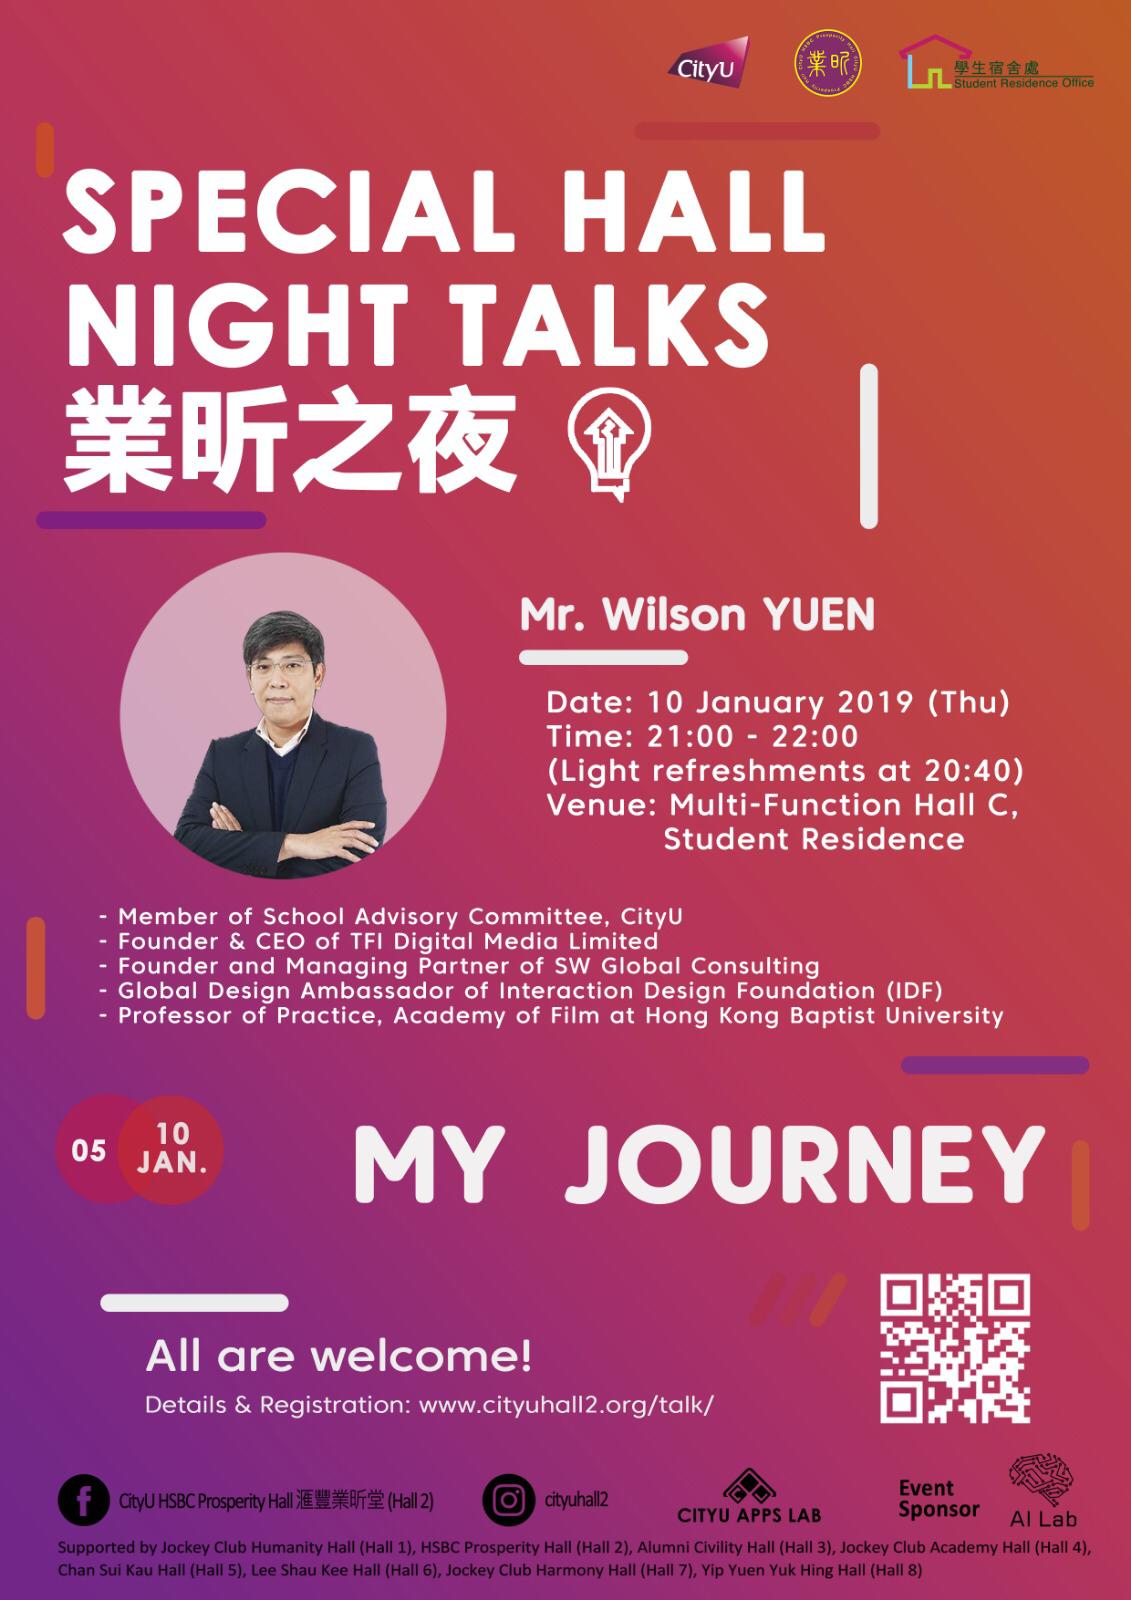 CityU
業昕
CityU HSBC Prosperity Hall
學生宿舍處
Student Residence Office
SPECIAL HALL
NIGHT TALKS
業昕之夜
Mr. Wilson YUEN
Date: 10 January 2019 (Thu)
Time: 21:00 - 22:00
(Light refreshments at 20:40)
Venue: Multi-Function Hall C,
Student Residence
- Member of School Advisory Committee, CityU
- Founder & CEO of TFI Digital Media Limited
- Founder and Managing Partner of SW Global Consulting
- Global Design Ambassador of Interaction Design Foundation (IDF)
- Professor of Practice, Academy of Film at Hong Kong Baptist University
05
10
JAN.
MY JOURNEY
All are welcome!
Details & Registration: www.cityuhall2.org/talk/
CityU HSBC Prosperity Hall 滙豐業昕堂 (Hall 2)
cityuhall2
CITYU APPS LAB
Event
Sponsor
AI Lab
Supported by Jockey Club Humanity Hall (Hall 1), HSBC Prosperity Hall (Hall 2), Alumni Civility Hall (Hall 3), Jockey Club Academy Hall (Hall 4),
Chan Sui Kau Hall (Hall 5), Lee Shau Kee Hall (Hall 6), Jockey Club Harmony Hall (Hall 7), Yip Yuen Yuk Hing Hall (Hall 8)